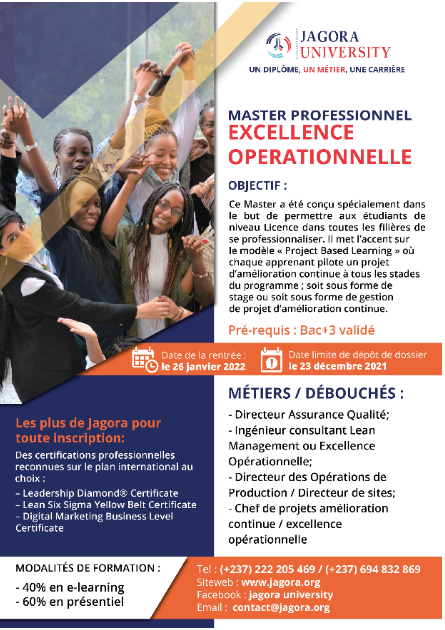 JAGORA
UNIVERSITY
UN DIPLÔME, UN MÉTIER, UNE CARRIÈRE
MASTER PROFESSIONNEL
EXCELLENCE
OPERATIONNELLE
OBJECTIF :
Ce Master a été conçu spécialement dans
le but de permettre aux étudiants de
niveau Licence dans toutes les filières de
se professionnaliser. Il met l'accent sur
le modèle « Project Based Learning » où
chaque apprenant pilote un projet
d'amélioration continue à tous les stades
du programme ; soit sous forme de
stage ou soit sous forme de gestion
de projet d'amélioration continue.
Pré-requis : Bac+3 validé
Date de la rentrée :
le 26 janvier 2022
Date limite de dépôt de dossier
le 23 décembre 2021
Les plus de Jagora pour
toute inscription:
Des certifications professionnelles
reconnues sur le plan international au
choix :
– Leadership Diamond® Certificate
– Lean Six Sigma Yellow Belt Certificate
– Digital Marketing Business Level
Certificate
MÉTIERS / DÉBOUCHÉS :
- Directeur Assurance Qualité;
- Ingénieur consultant Lean
Management ou Excellence
Opérationnelle;
- Directeur des Opérations de
Production / Directeur de sites;
- Chef de projets amélioration
continue / excellence
opérationnelle
MODALITÉS DE FORMATION :
- 40% en e-learning
- 60% en présentiel
Tel : (+237) 222 205 469 / (+237) 694 832 869
Siteweb : www.jagora.org
Facebook : jagora university
Email : contact@jagora.org